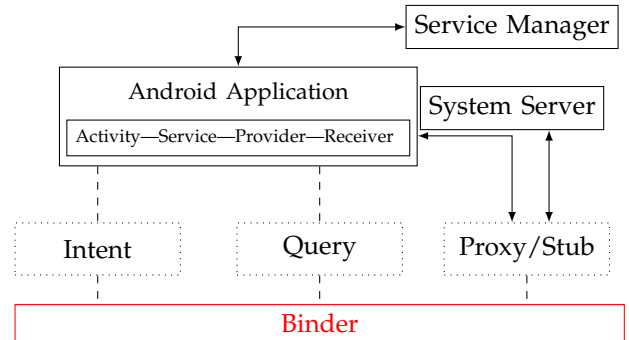 Service Manager
Android Application
System Server
Activity—Service—Provider—Receiver
Intent
Query
Proxy/Stub
Binder